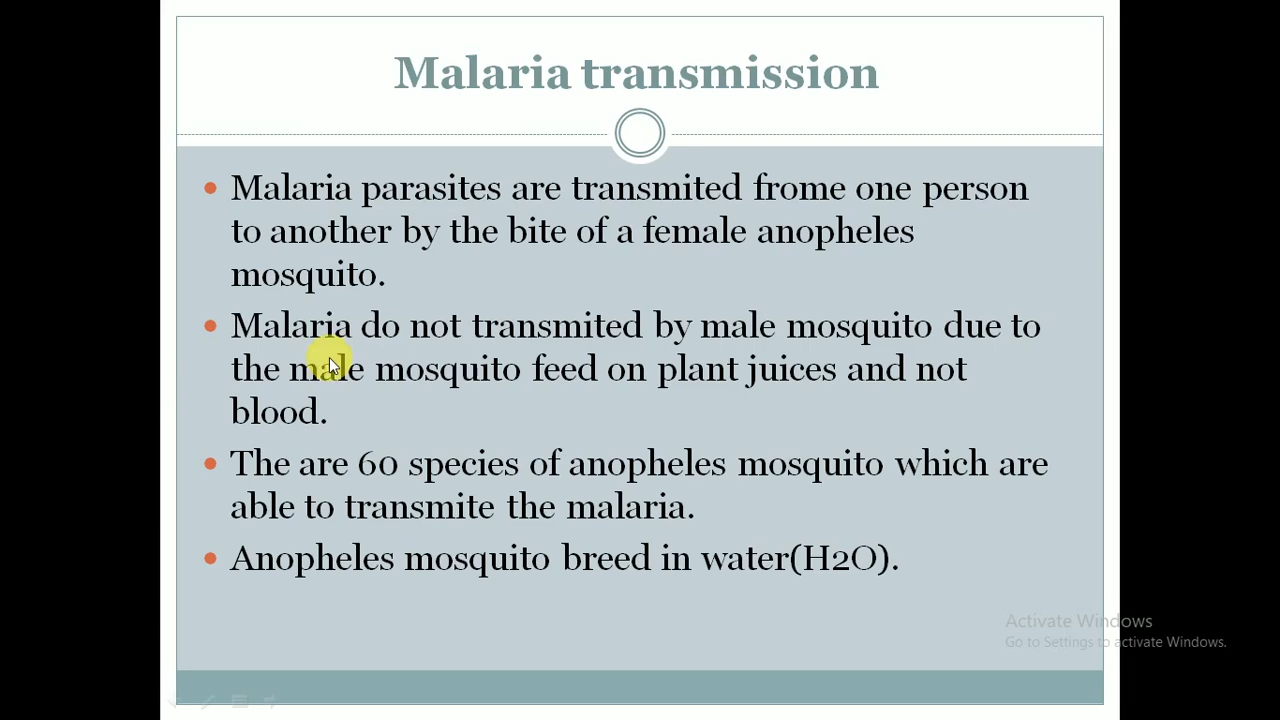 Malaria transmission
Malaria parasites are transmited frome one person
to another by the bite of a female anopheles
mosquito.
Malaria do not transmited by male mosquito due to
the male mosquito feed on plant juices and not
blood.
The are 60 species of anopheles mosquito which are
able to transmite the malaria.
Anopheles mosquito breed in water(H2O).
Activate Windows
Go to Settings to activate Windows.